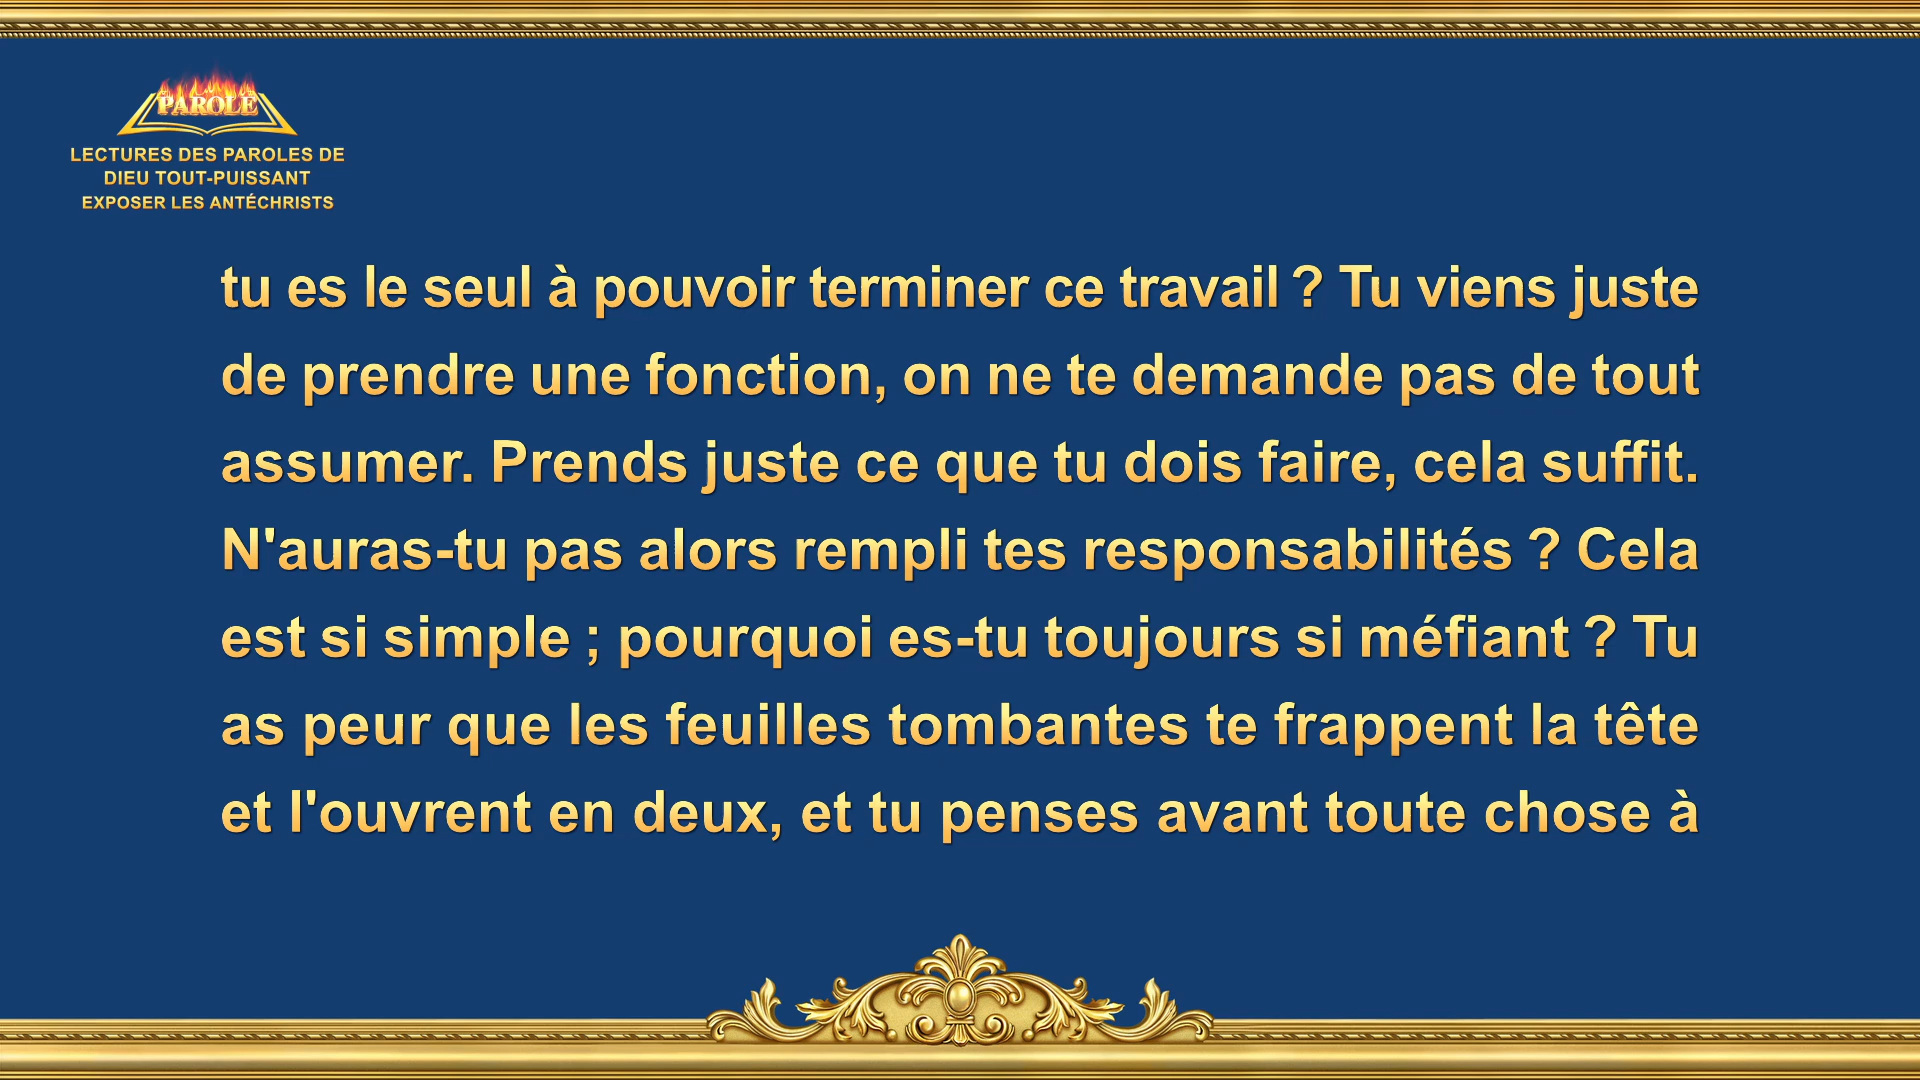 PAROLE
LECTURES DES PAROLES DE
DIEU TOUT-PUISSANT
EXPOSER LES ANTÉCHRISTS
tu es le seul à pouvoir terminer ce travail ? Tu viens juste
de prendre une fonction, on ne te demande pas de tout
assumer. Prends juste ce que tu dois faire, cela suffit.
N'auras-tu pas alors rempli tes responsabilités ? Cela
est si simple ; pourquoi es-tu toujours si méfiant ? Tu
as peur que les feuilles tombantes te frappent la tête
et l'ouvrent en deux, et tu penses avant toute chose à